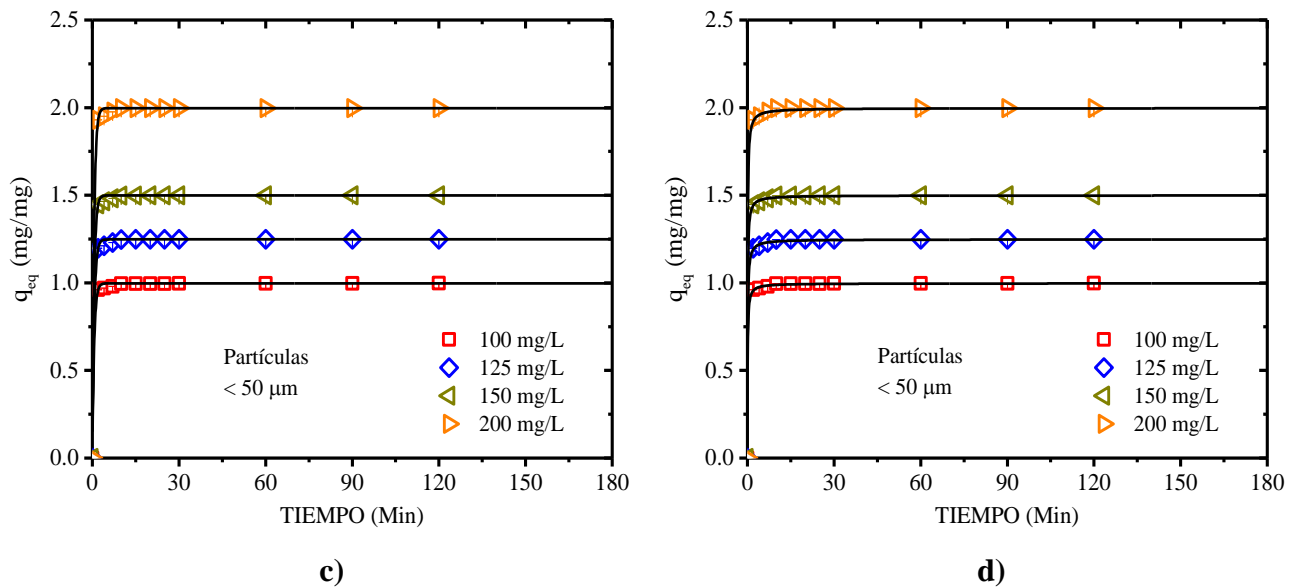 2.5
2.0
1.5
1.0
0.5
0.0
q_eq (mg/mg)
0 30 60 90 120 150 180
TIEMPO (Min)
Partículas
< 50 μm
100 mg/L
125 mg/L
150 mg/L
200 mg/L
c)
2.5
2.0
1.5
1.0
0.5
0.0
q_eq (mg/mg)
0 30 60 90 120 150 180
TIEMPO (Min)
Partículas
< 50 μm
100 mg/L
125 mg/L
150 mg/L
200 mg/L
d)